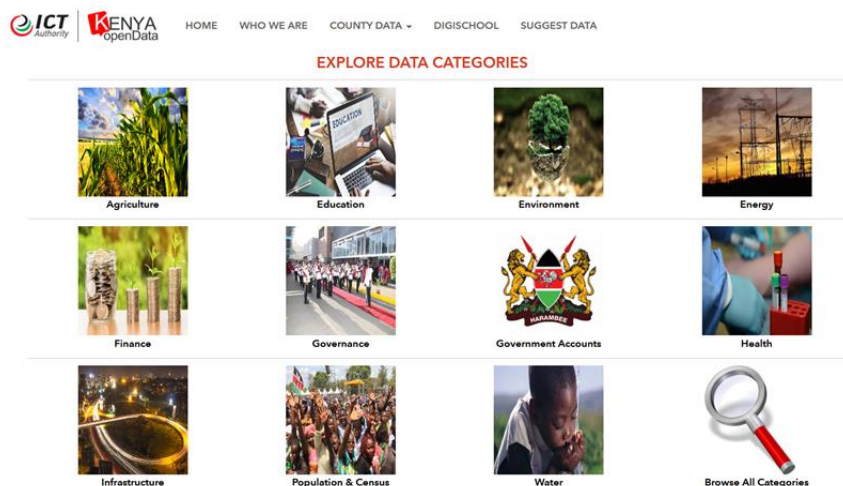 ICT
Authority
KENYA
openData
HOME WHO WE ARE COUNTY DATA DIGISCHOOL SUGGEST DATA
EXPLORE DATA CATEGORIES
EDUCATION
Agriculture Education Environment Energy
HARAMBEE
Finance Governance Government Accounts Health
Infrastructure Population & Census Water Browse All Categories